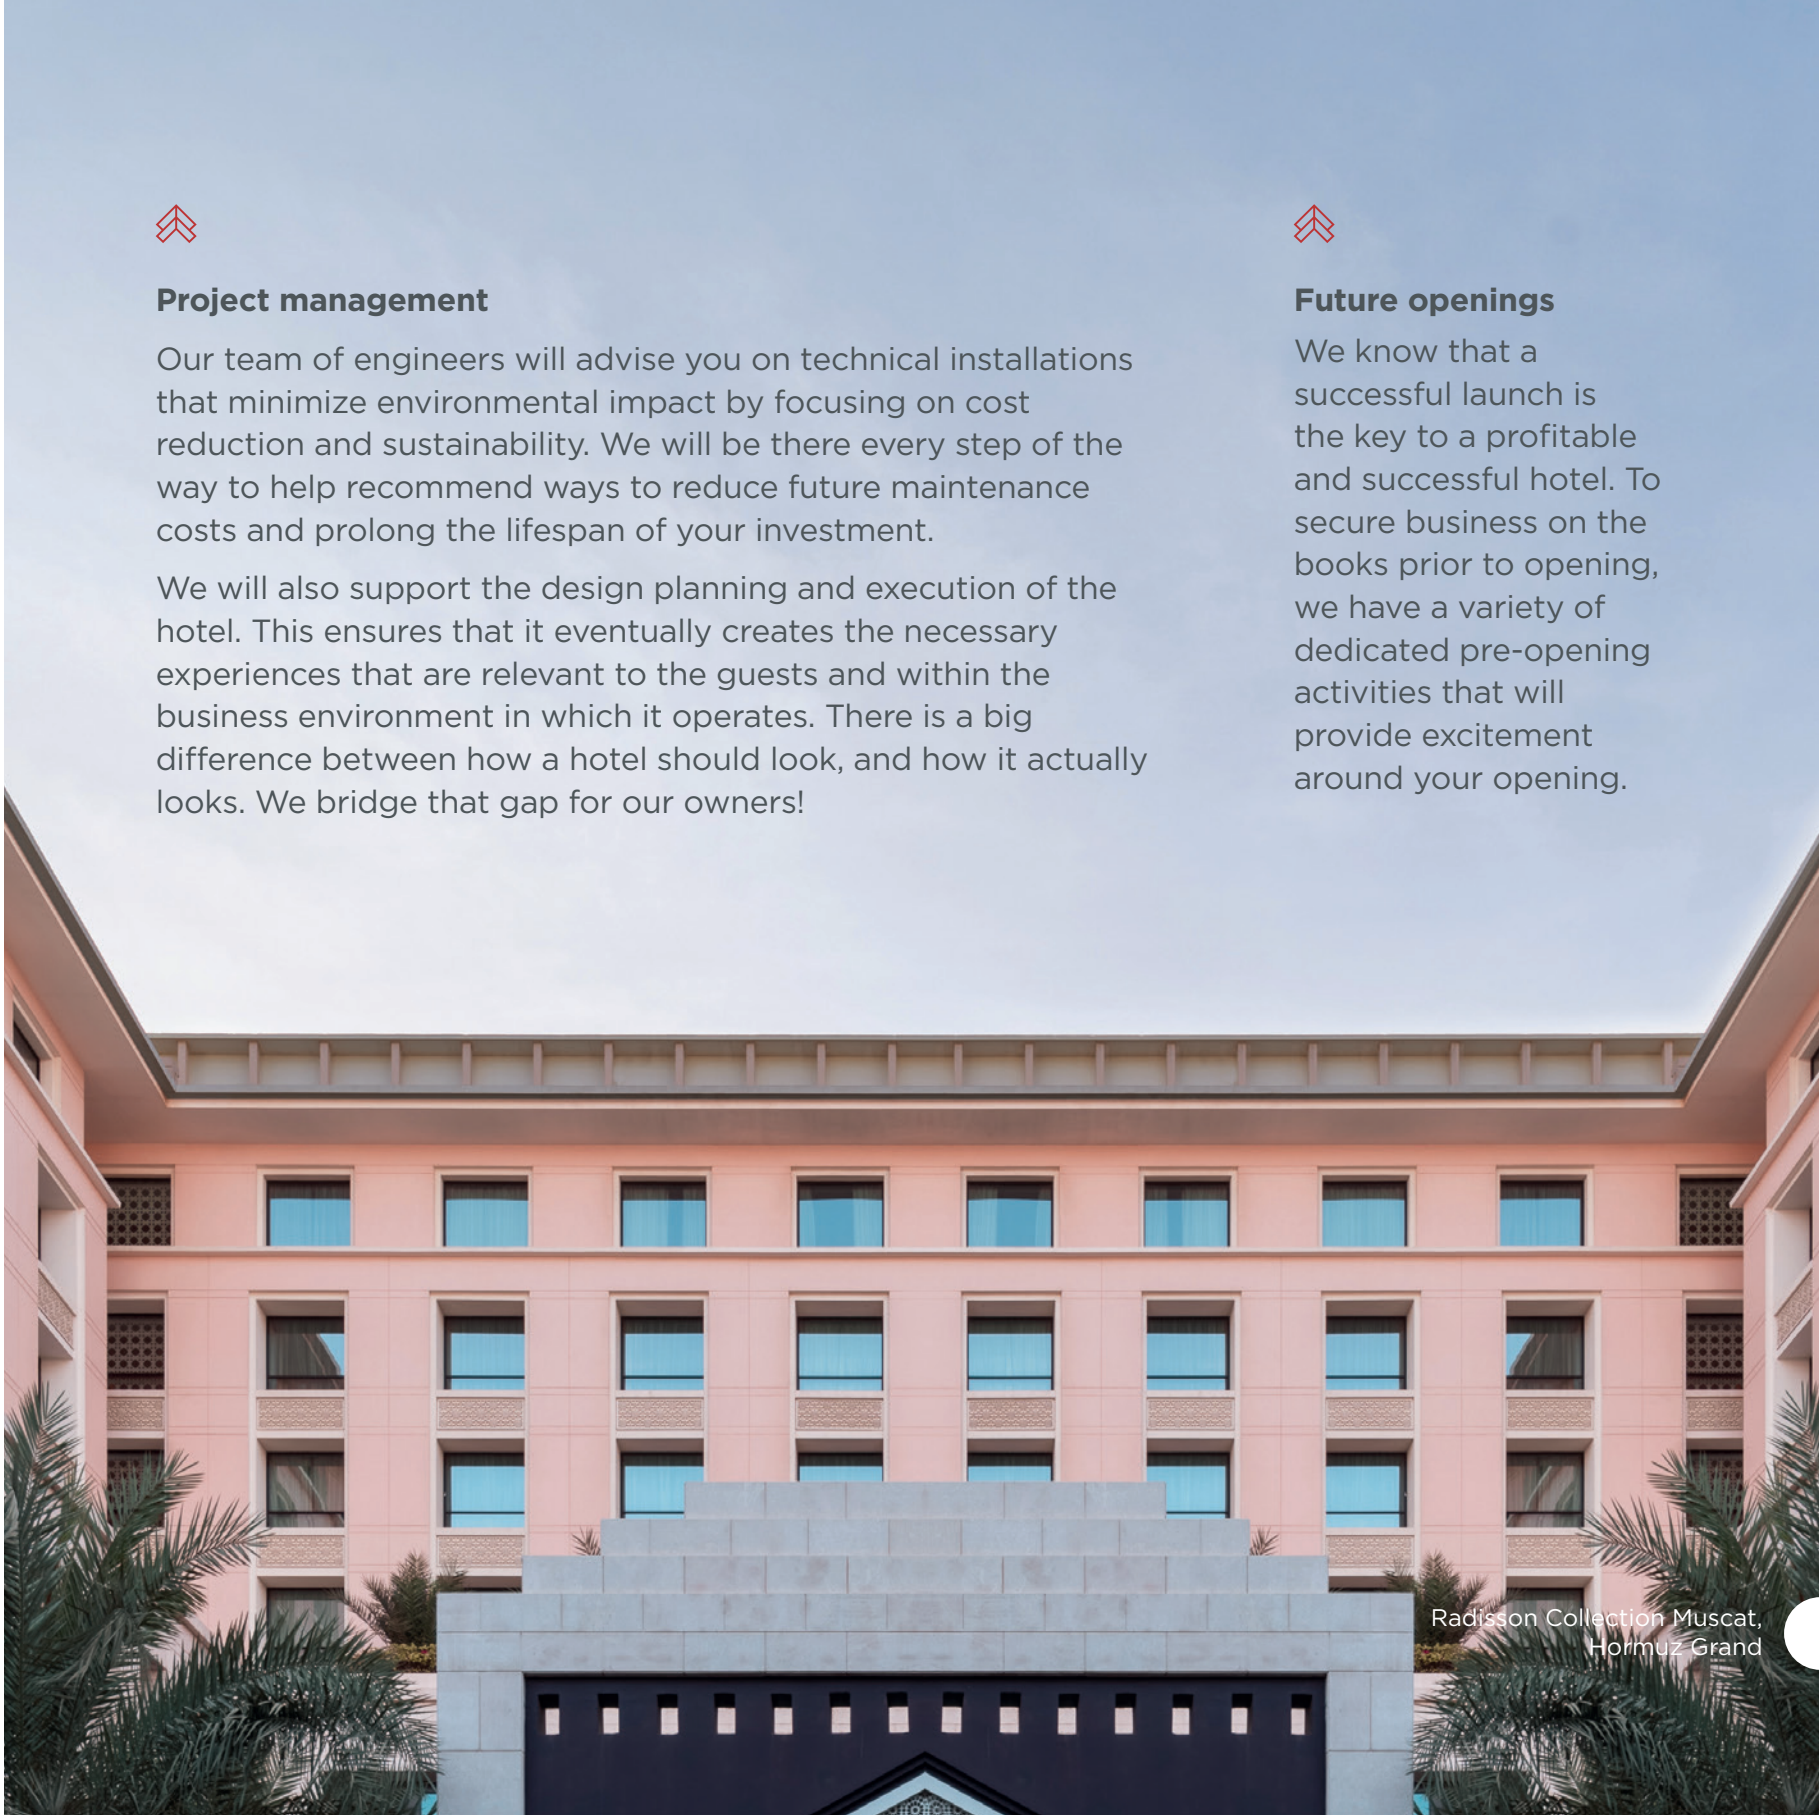 Project management
Our team of engineers will advise you on technical installations
that minimize environmental impact by focusing on cost
reduction and sustainability. We will be there every step of the
way to help recommend ways to reduce future maintenance
costs and prolong the lifespan of your investment.
We will also support the design planning and execution of the
hotel. This ensures that it eventually creates the necessary
experiences that are relevant to the guests and within the
business environment in which it operates. There is a big
difference between how a hotel should look, and how it actually
looks. We bridge that gap for our owners!
Future openings
We know that a
successful launch is
the key to a profitable
and successful hotel. To
secure business on the
books prior to opening,
we have a variety of
dedicated pre-opening
activities that will
provide excitement
around your opening.
Radisson Collection Muscat,
Hormuz Grand